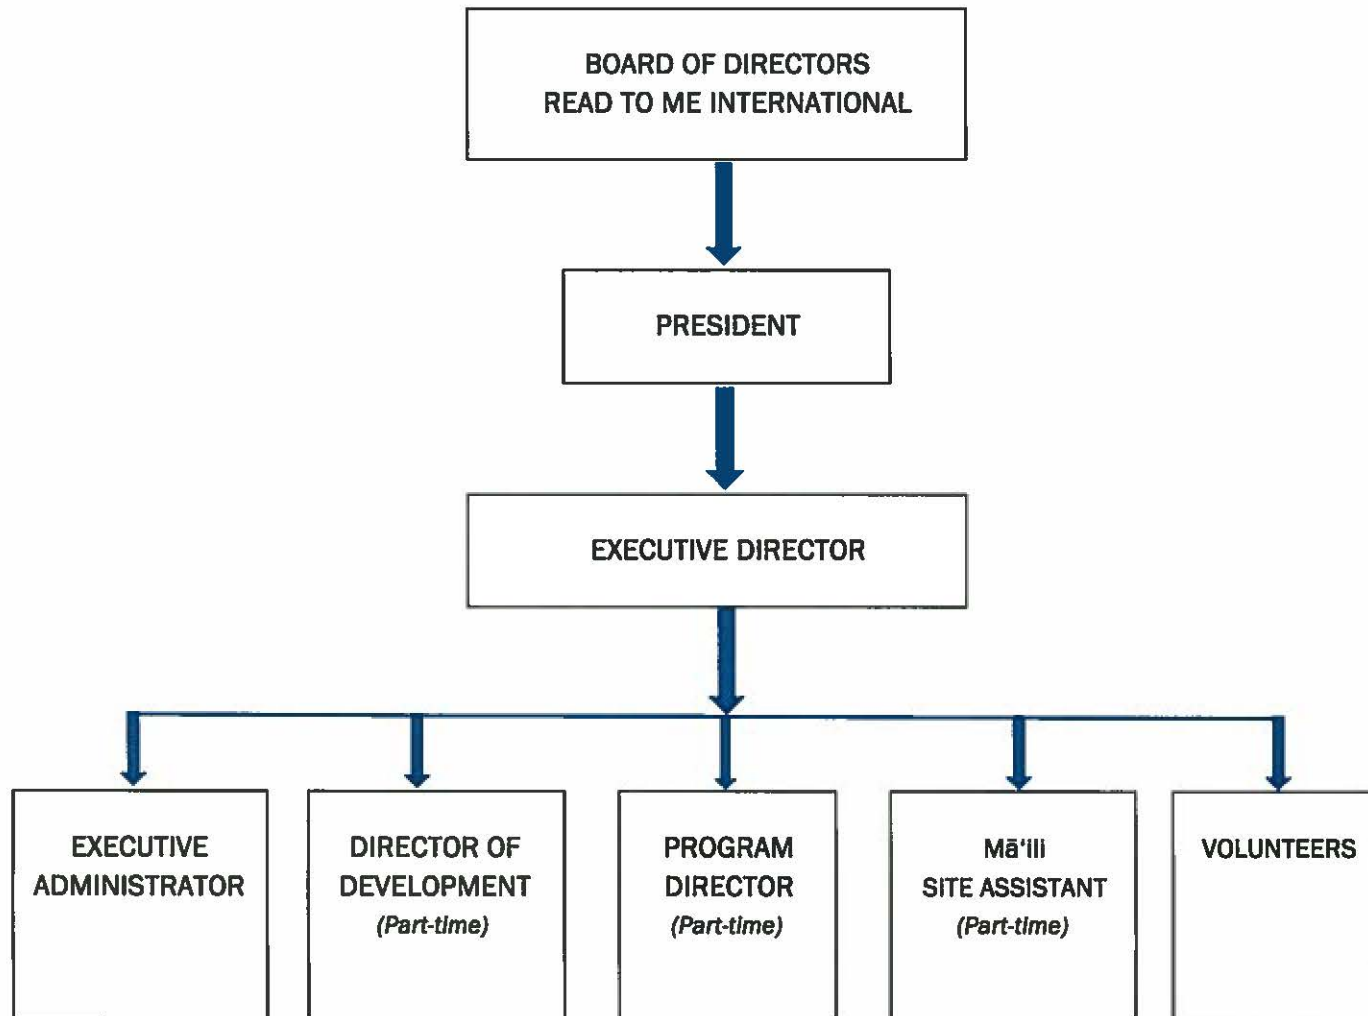 BOARD OF DIRECTORS
READ TO ME INTERNATIONAL
PRESIDENT
EXECUTIVE DIRECTOR
EXECUTIVE
ADMINISTRATOR
DIRECTOR OF
DEVELOPMENT
(Part-time)
PROGRAM
DIRECTOR
(Part-time)
Mā‘ili
SITE ASSISTANT
(Part-time)
VOLUNTEERS